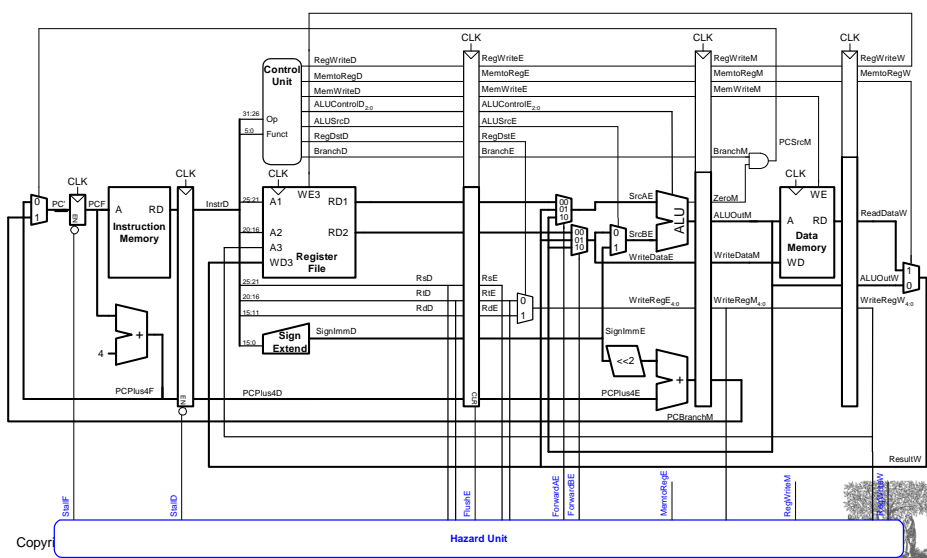 CLK
CLK
CLK
CLK
CLK
CLK
CLK
Control
Unit
31:26
Op
5:0
Funct
RegWriteD
MemtoRegD
MemWriteD
ALUControlD2:0
ALUSrcD
RegDstD
BranchD
RegWriteE
MemtoRegE
MemWriteE
ALUControlE2:0
ALUSrcE
RegDstE
BranchE
RegWriteM
MemtoRegM
MemWriteM
BranchM
PCSrcM
RegWriteW
MemtoRegW
0
1
PC'
PCF
EN
A
RD
Instruction
Memory
InstrD
25:21
20:16
A1
A2
A3
WD3
WE3
RD1
RD2
Register
File
00
01
10
00
01
10
0
1
SrcAE
SrcBE
WriteDataE
ALU
ZeroM
ALUOutM
WriteDataM
WE
A
RD
Data
Memory
WD
ReadDataW
ALUOutW
1
0
25:21
20:16
15:11
15:0
RsD
RtD
RdD
RsE
RtE
RdE
0
1
WriteRegE4:0
WriteRegM4:0
WriteRegW4:0
Sign
Extend
SignImmD
SignImmE
<<2
+
+
4
PCPlus4F
EN
PCPlus4D
CLR
PCPlus4E
PCBranchM
ResultW
StallF
StallD
FlushE
ForwardAE
ForwardBE
MemtoRegE
RegWriteM
RegWriteW
Copyri
Hazard Unit